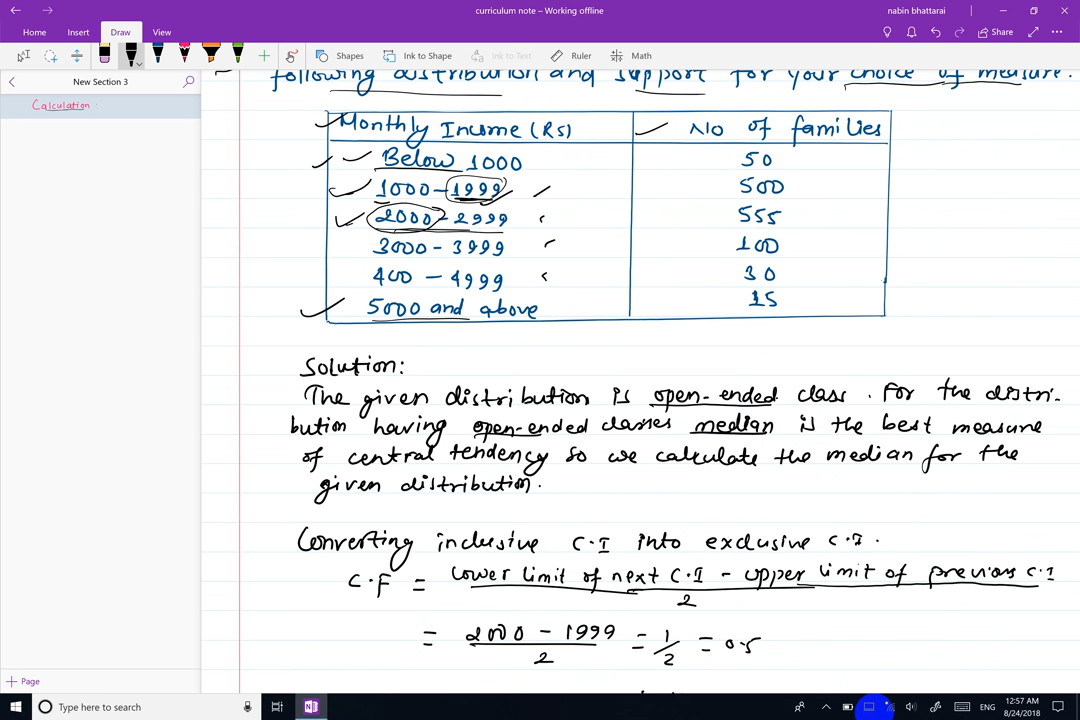 curriculum note – Working offline
nabin bhattarai
Home Insert Draw View
Share
Shapes Ink to Shape Ink to Text Ruler Math
New Section 3
Calculation
following distribution and support for your choice of measure.
Monthly Income (Rs) No of families
Below 1000 50
1000 – 1999 500
2000 – 2999 555
3000 – 3999 100
400 – 4999 30
5000 and above 15
Solution:
The given distribution is open-ended class. For the distri-
bution having open-ended classes median is the best measure
of central tendency so we calculate the median for the
given distribution.
Converting inclusive C.I into exclusive C.I.
C.F = lower limit of next C.I – upper limit of previous C.I
2
= 2000 – 1999 = 1/2 = 0.5
2
+ Page
Type here to search
ENG
12:57 AM
8/24/2018